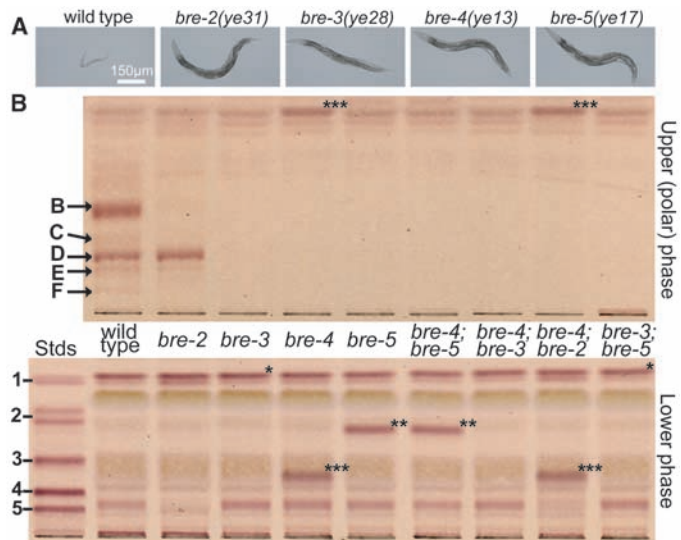 A
wild type
bre-2(ye31)
bre-3(ye28)
bre-4(ye13)
bre-5(ye17)
150μm
B
***
***
B
C
D
E
F
Upper (polar) phase
Stds
wild type
bre-2
bre-3
bre-4
bre-5
bre-4; bre-5
bre-4; bre-3
bre-4; bre-2
bre-3; bre-5
1
*
*
2
**
**
3
***
***
4
5
Lower phase